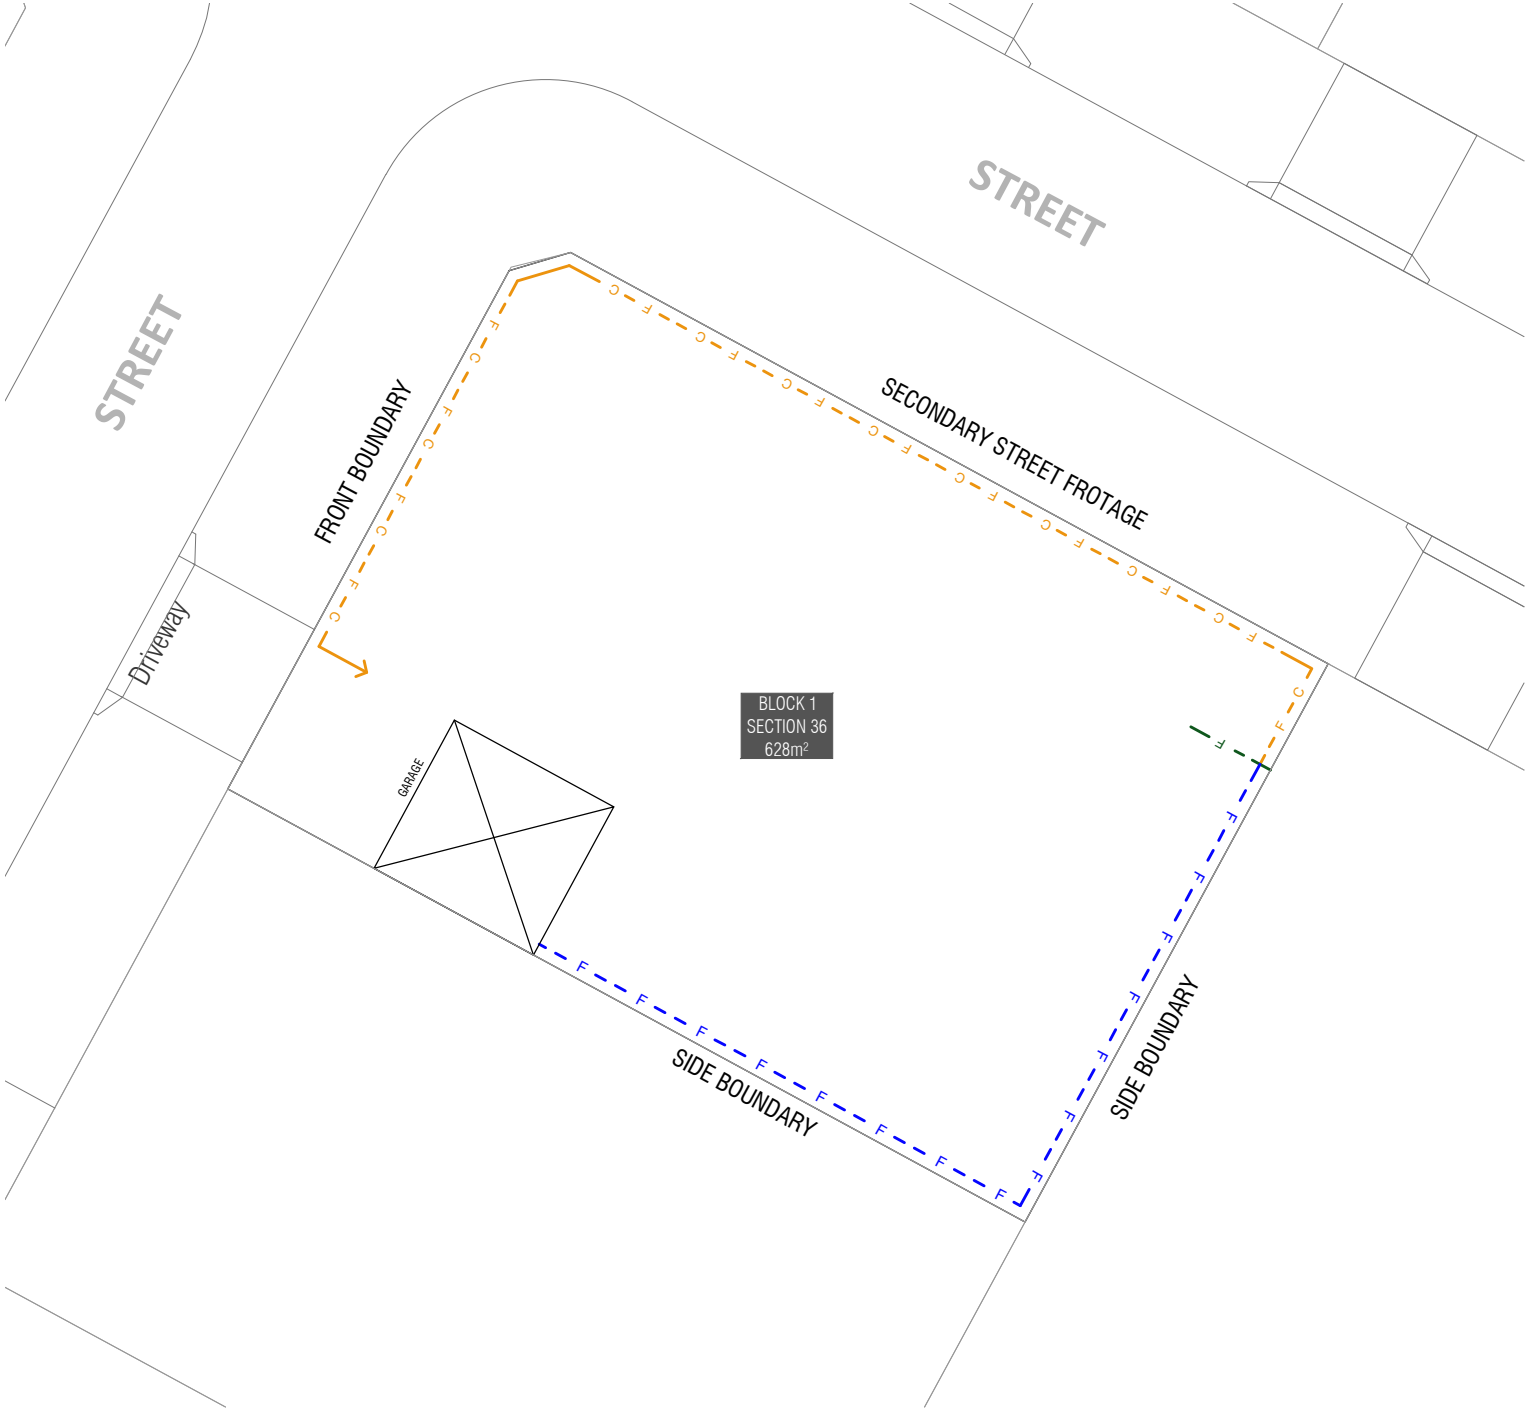 STREET
STREET
SECONDARY STREET FROTAGE
FRONT BOUNDARY
C F C F C F C F C F C F C F C F
F C F C F C F C
Driveway
C F
F
BLOCK 1
SECTION 36
628m²
GARAGE
F F F F F F F
SIDE BOUNDARY
F F F F F F F F
SIDE BOUNDARY